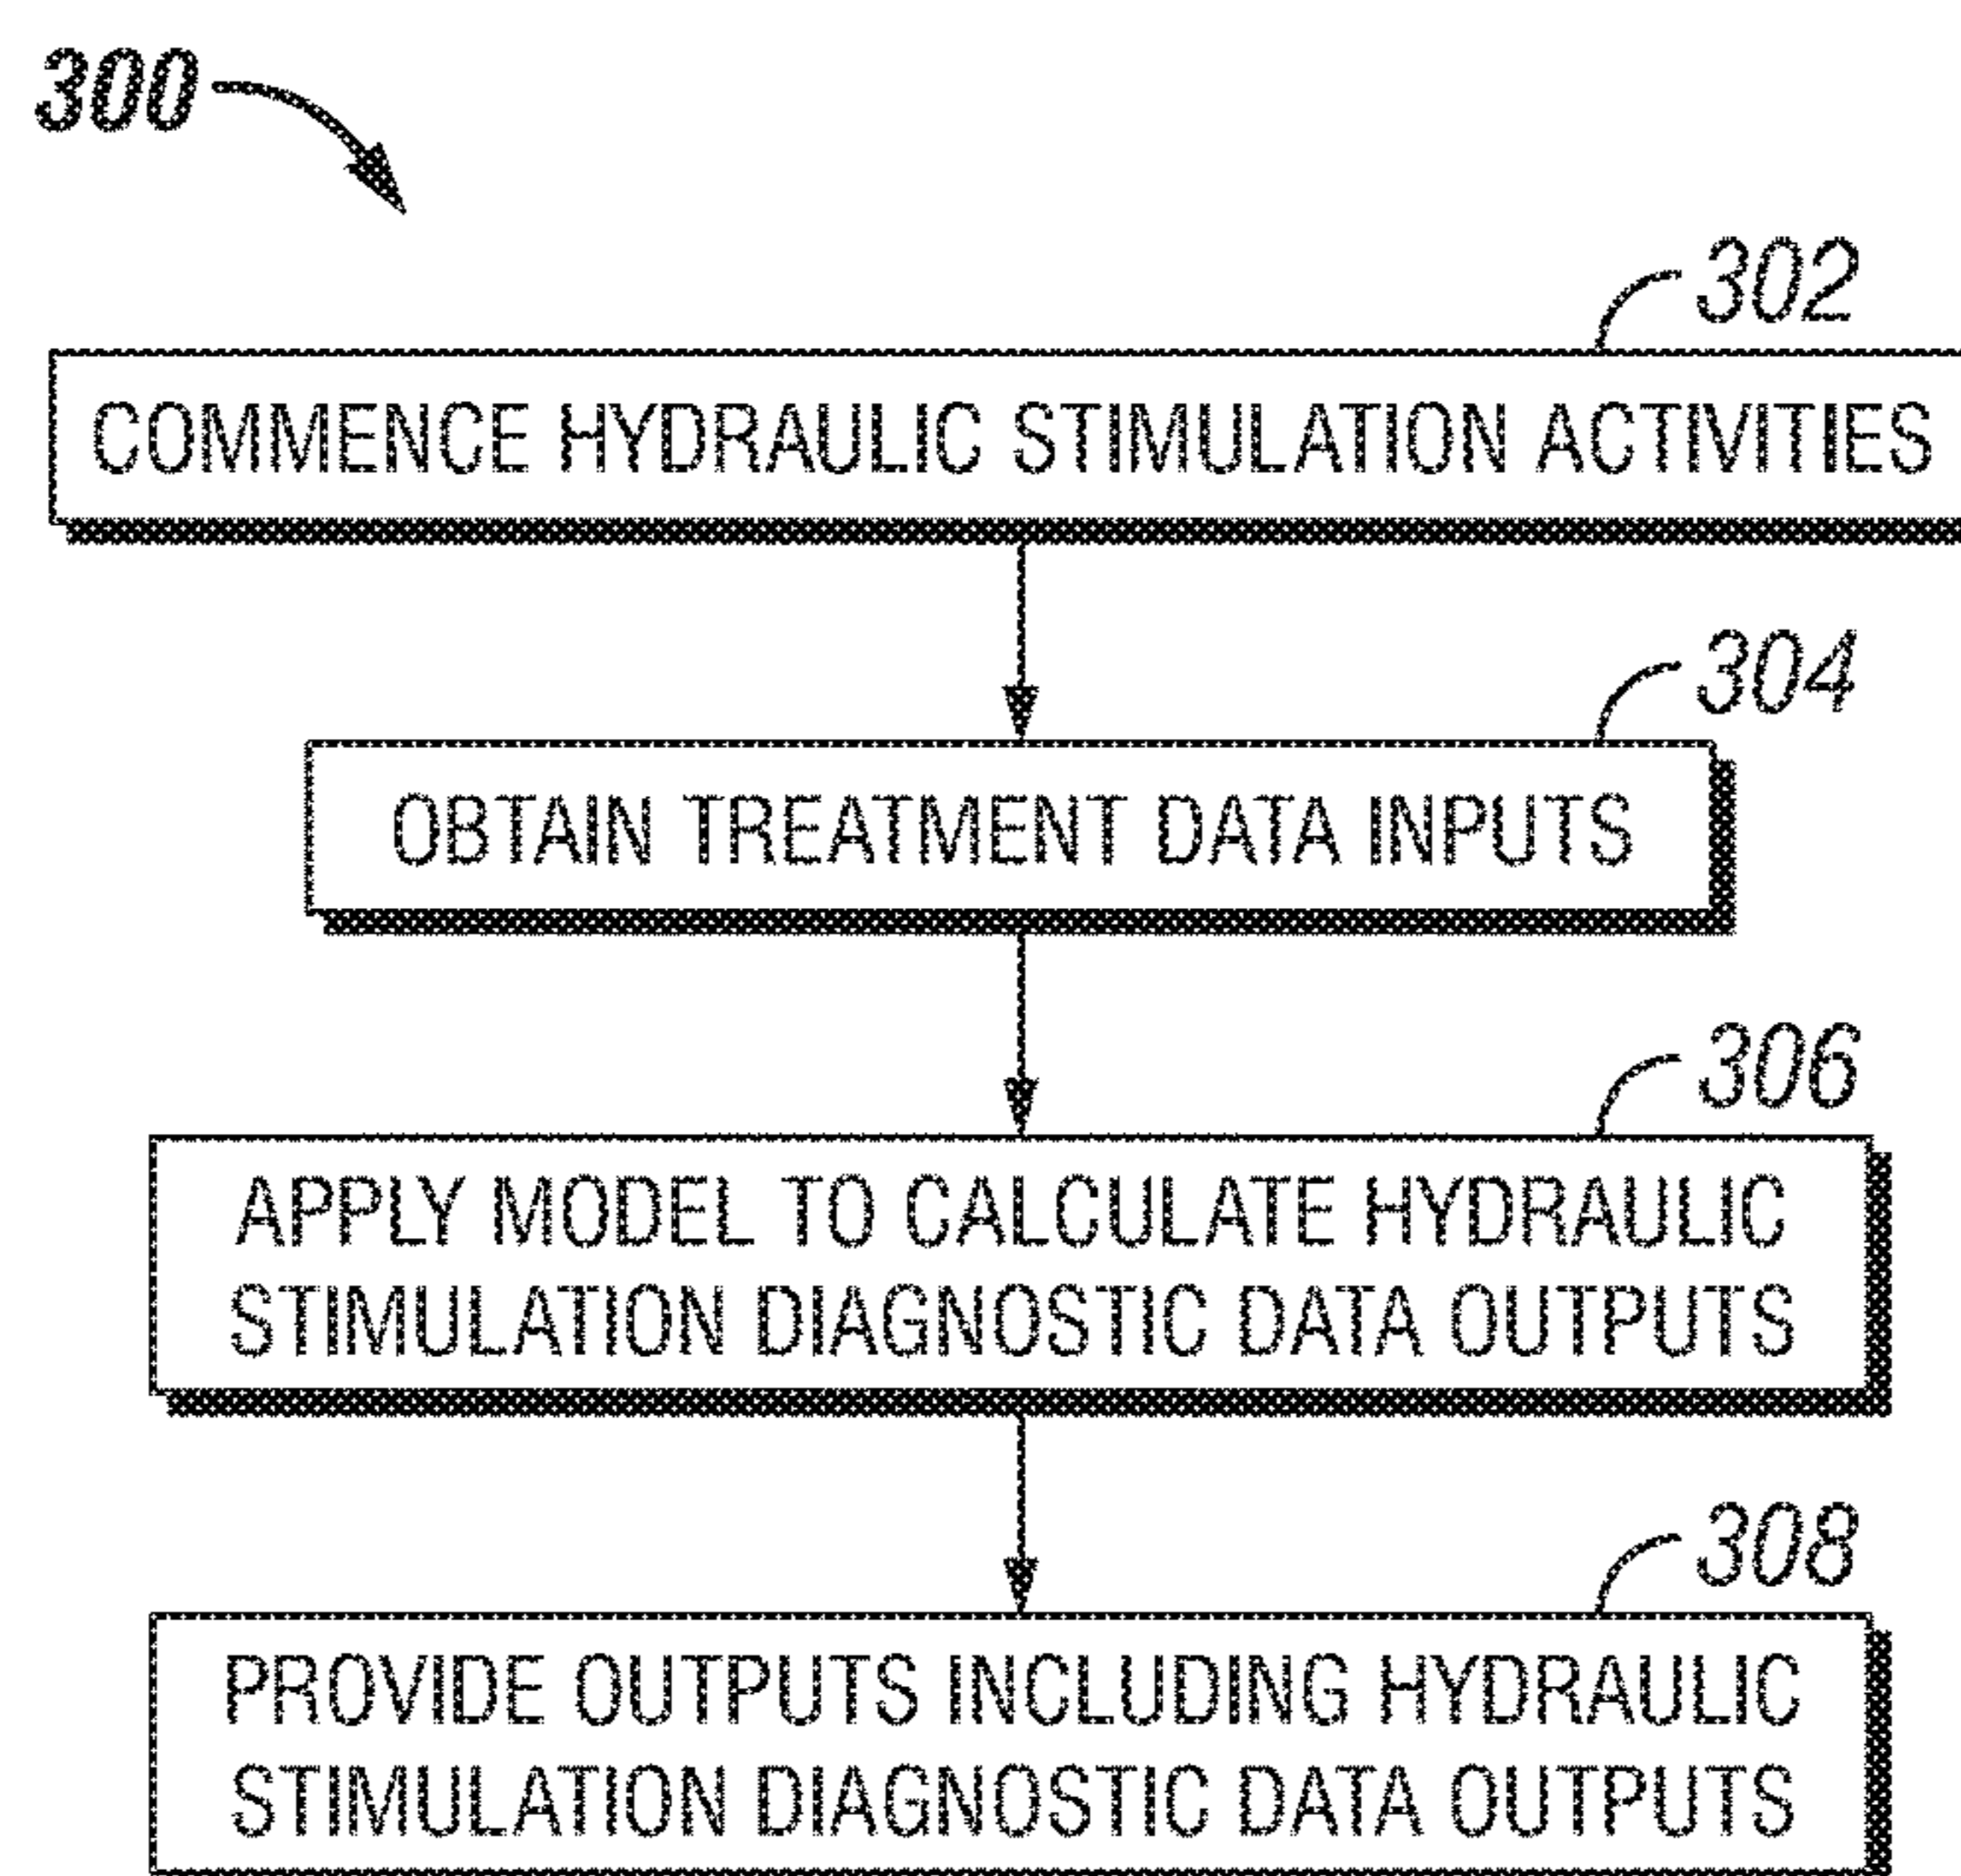 300
302
COMMENCE HYDRAULIC STIMULATION ACTIVITIES
304
OBTAIN TREATMENT DATA INPUTS
306
APPLY MODEL TO CALCULATE HYDRAULIC
STIMULATION DIAGNOSTIC DATA OUTPUTS
308
PROVIDE OUTPUTS INCLUDING HYDRAULIC
STIMULATION DIAGNOSTIC DATA OUTPUTS